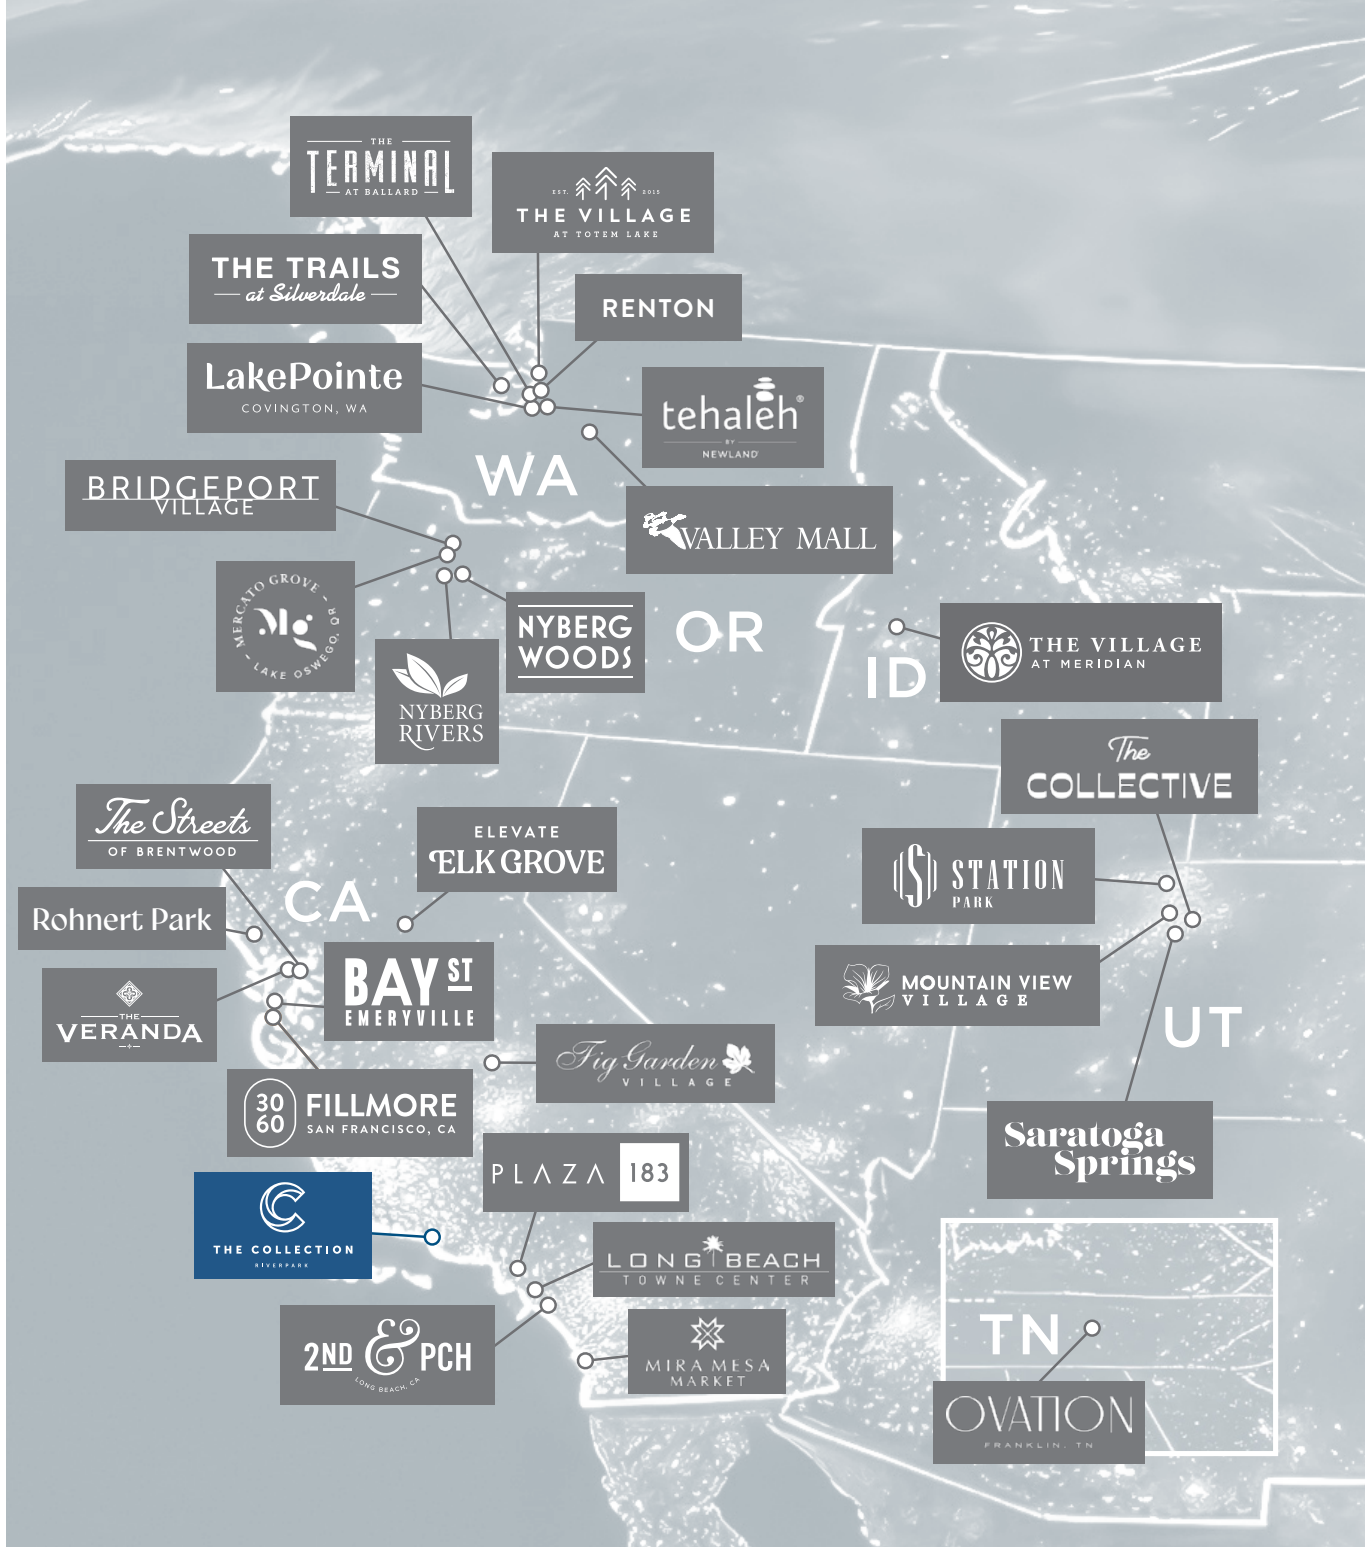 THE
TERMINAL
AT BALLARD
EST. 2015
THE VILLAGE
AT TOTEM LAKE
THE TRAILS
at Silverdale
RENTON
LakePointe
COVINGTON, WA
tehaleh®
BY
NEWLAND
WA
BRIDGEPORT
VILLAGE
VALLEY MALL
MERCATO GROVE
Mg
LAKE OSWEGO, OR
NYBERG
WOODS
OR
NYBERG
RIVERS
ID
THE VILLAGE
AT MERIDIAN
The
COLLECTIVE
The Streets
OF BRENTWOOD
ELEVATE
ELK GROVE
CA
S STATION
PARK
Rohnert Park
BAY ST
EMERYVILLE
MOUNTAIN VIEW
VILLAGE
THE
VERANDA
UT
Fig Garden
VILLAGE
30
60
FILLMORE
SAN FRANCISCO, CA
Saratoga
Springs
PLAZA 183
C
THE COLLECTION
RIVERPARK
LONG BEACH
TOWNE CENTER
2ND & PCH
LONG BEACH, CA
MIRA MESA
MARKET
TN
OVATION
FRANKLIN, TN